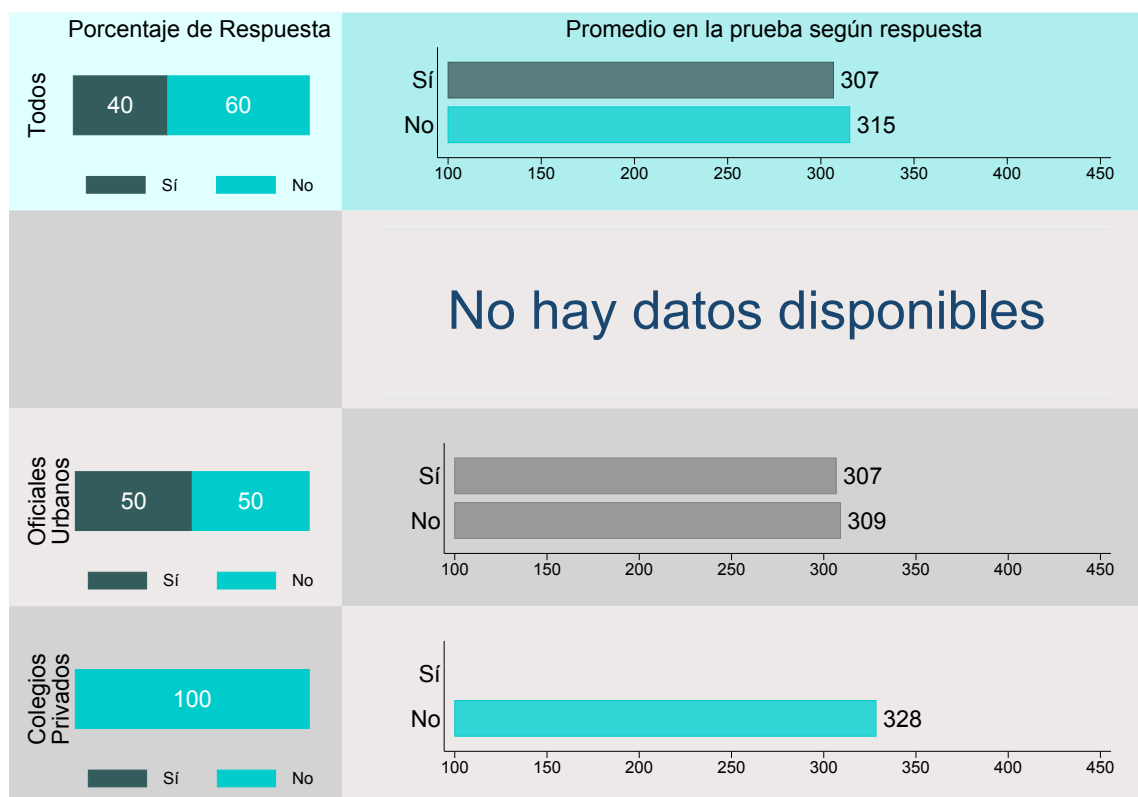 Porcentaje de Respuesta
Promedio en la prueba según respuesta
Todos
40 60
Sí No
Sí 307
No 315
100 150 200 250 300 350 400 450
No hay datos disponibles
Oficiales
Urbanos
50 50
Sí No
Sí 307
No 309
100 150 200 250 300 350 400 450
Colegios
Privados
100
Sí No
Sí
No 328
100 150 200 250 300 350 400 450